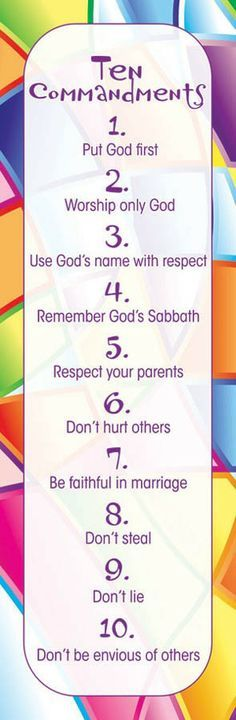 Ten
Commandments
1.
Put God first
2.
Worship only God
3.
Use God's name with respect
4.
Remember God's Sabbath
5.
Respect your parents
6.
Don't hurt others
7.
Be faithful in marriage
8.
Don't steal
9.
Don't lie
10.
Don't be envious of others